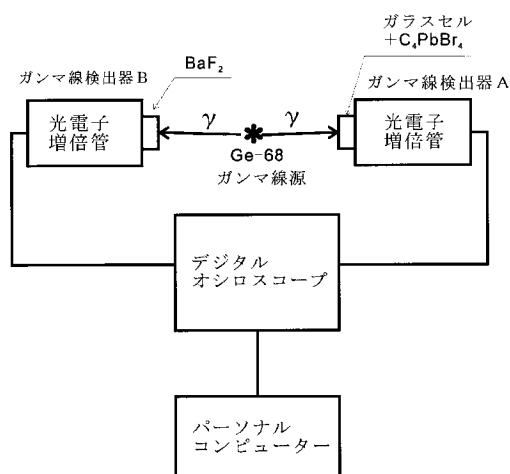 ガラスセル
+C₄PbBr₄
BaF₂
ガンマ線検出器B
ガンマ線検出器A
光電子
増倍管
γ
γ
光電子
増倍管
Ge-68
ガンマ線源
デジタル
オシロスコープ
パーソナル
コンピューター